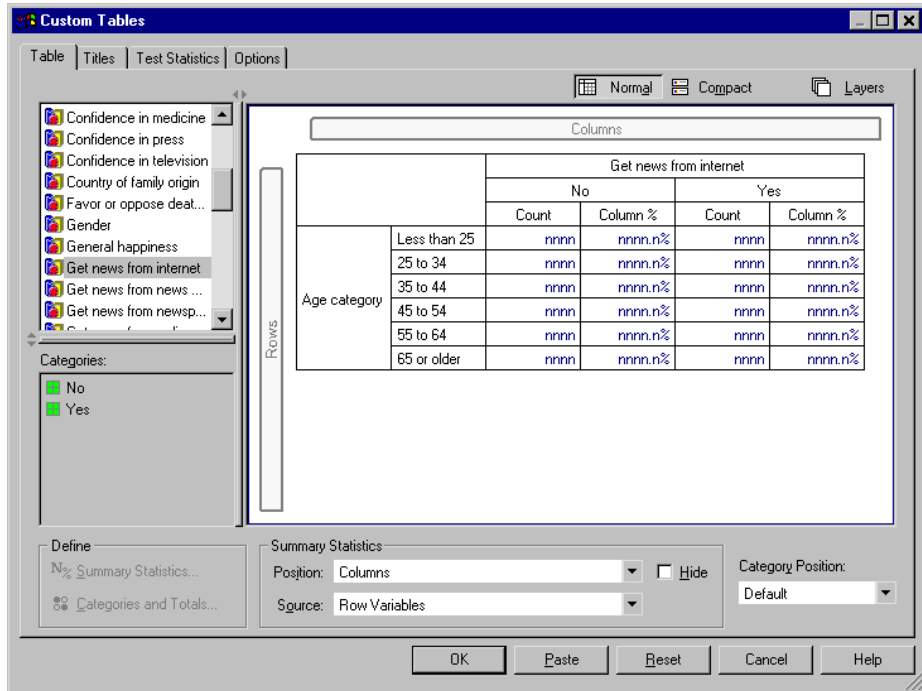 Custom Tables
Table Titles Test Statistics Options
Normal Compact Layers
Confidence in medicine
Confidence in press
Confidence in television
Country of family origin
Favor or oppose deat...
Gender
General happiness
Get news from internet
Get news from news ...
Get news from newsp...
Categories:
No
Yes
Columns
Rows
Get news from internet
No Yes
Count Column % Count Column %
Age category
Less than 25 nnnn nnnn.n% nnnn nnnn.n%
25 to 34 nnnn nnnn.n% nnnn nnnn.n%
35 to 44 nnnn nnnn.n% nnnn nnnn.n%
45 to 54 nnnn nnnn.n% nnnn nnnn.n%
55 to 64 nnnn nnnn.n% nnnn nnnn.n%
65 or older nnnn nnnn.n% nnnn nnnn.n%
Define
N% Summary Statistics...
Categories and Totals...
Summary Statistics
Position: Columns Hide
Source: Row Variables
Category Position:
Default
OK Paste Reset Cancel Help